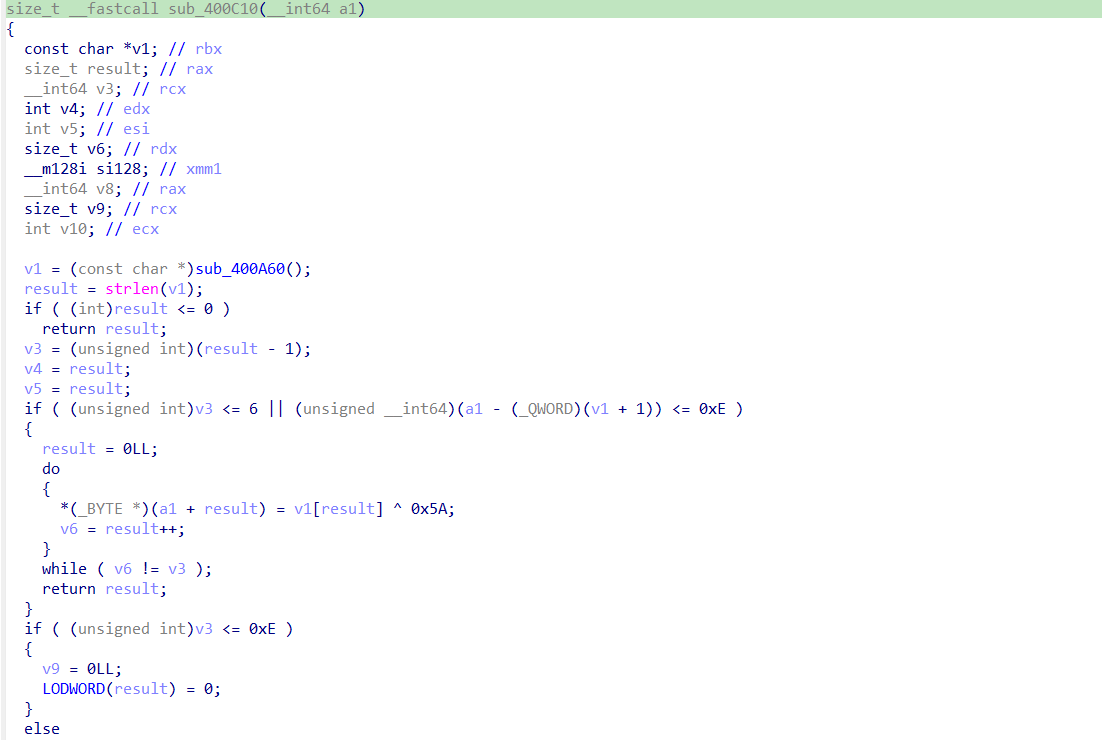 size_t __fastcall sub_400C10(__int64 a1)
{
  const char *v1; // rbx
  size_t result; // rax
  __int64 v3; // rcx
  int v4; // edx
  int v5; // esi
  size_t v6; // rdx
  __m128i si128; // xmm1
  __int64 v8; // rax
  size_t v9; // rcx
  int v10; // ecx

  v1 = (const char *)sub_400A60();
  result = strlen(v1);
  if ( (int)result <= 0 )
    return result;
  v3 = (unsigned int)(result - 1);
  v4 = result;
  v5 = result;
  if ( (unsigned int)v3 <= 6 || (unsigned __int64)(a1 - (_QWORD)(v1 + 1)) <= 0xE )
  {
    result = 0LL;
    do
    {
      *(_BYTE *)(a1 + result) = v1[result] ^ 0x5A;
      v6 = result++;
    }
    while ( v6 != v3 );
    return result;
  }
  if ( (unsigned int)v3 <= 0xE )
  {
    v9 = 0LL;
    LODWORD(result) = 0;
  }
  else